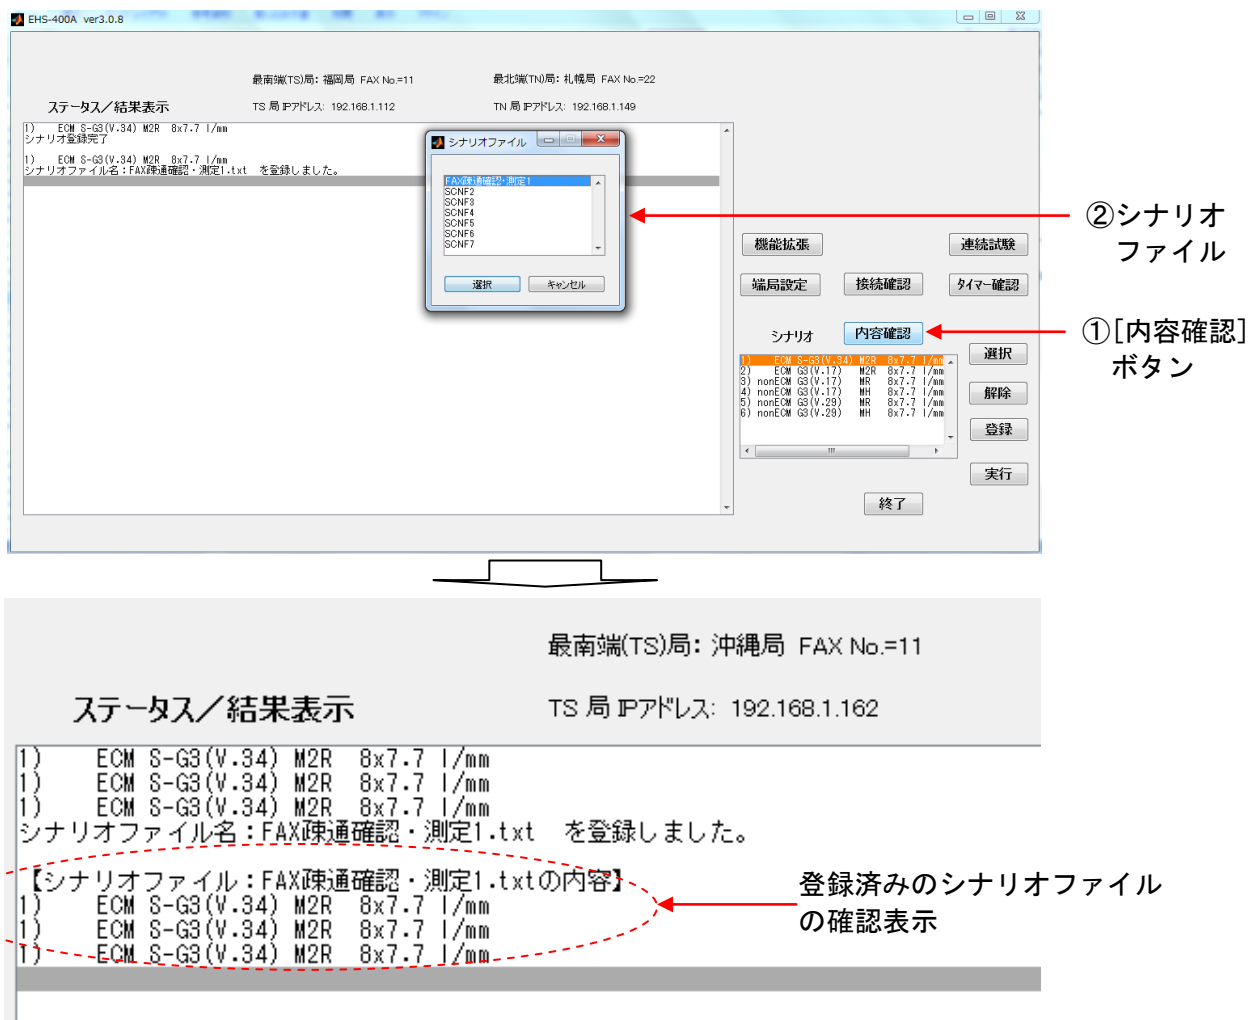 EHS-400A ver3.0.8
最南端(TS)局: 福岡局 FAX No.=11
最北端(TN)局: 札幌局 FAX No.=22
ステータス／結果表示
TS 局 IPアドレス: 192.168.1.112
TN 局 IPアドレス: 192.168.1.149
1) ECM S-G3(V.34) M2R 8x7.7 l/mm
シナリオ登録完了
1) ECM S-G3(V.34) M2R 8x7.7 l/mm
シナリオファイル名：FAX疎通確認・測定1.txt を登録しました。
シナリオファイル
FAX疎通確認・測定1
SCNF2
SCNF3
SCNF4
SCNF5
SCNF6
SCNF7
選択
キャンセル
②シナリオ
ファイル
機能拡張
連続試験
端局設定
接続確認
タイマー確認
シナリオ
内容確認
①[内容確認]
ボタン
1) ECM S-G3(V.34) M2R 8x7.7 l/mm
2) ECM G3(V.17) M2R 8x7.7 l/mm
3) nonECM G3(V.17) MR 8x7.7 l/mm
4) nonECM G3(V.17) MH 8x7.7 l/mm
5) nonECM G3(V.29) MR 8x7.7 l/mm
6) nonECM G3(V.29) MH 8x7.7 l/mm
選択
解除
登録
実行
終了
最南端(TS)局: 沖縄局 FAX No.=11
ステータス／結果表示
TS 局 IPアドレス: 192.168.1.162
1) ECM S-G3(V.34) M2R 8x7.7 l/mm
1) ECM S-G3(V.34) M2R 8x7.7 l/mm
1) ECM S-G3(V.34) M2R 8x7.7 l/mm
シナリオファイル名：FAX疎通確認・測定1.txt を登録しました。
【シナリオファイル：FAX疎通確認・測定1.txtの内容】
1) ECM S-G3(V.34) M2R 8x7.7 l/mm
1) ECM S-G3(V.34) M2R 8x7.7 l/mm
1) ECM S-G3(V.34) M2R 8x7.7 l/mm
登録済みのシナリオファイル
の確認表示